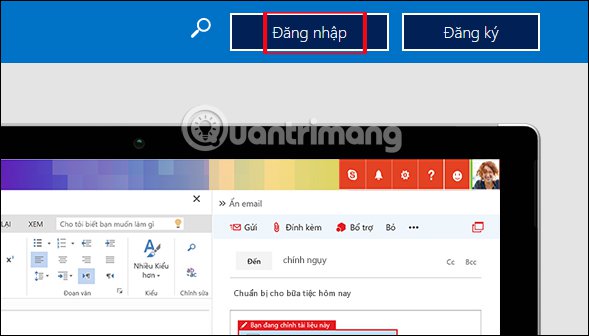 Đăng nhập
Đăng ký
Quantrimang
Ẩn email
LẠI XEM Cho tôi biết bạn muốn làm gì
Gửi Đính kèm Bổ trợ Bỏ •••
Nhiều Kiểu hơn
Đến chính nguy Cc Bcc
Đoạn văn Kiểu Chỉnh sửa
Chuẩn bị cho bữa tiệc hôm nay
Bạn đang chỉnh tài liệu này